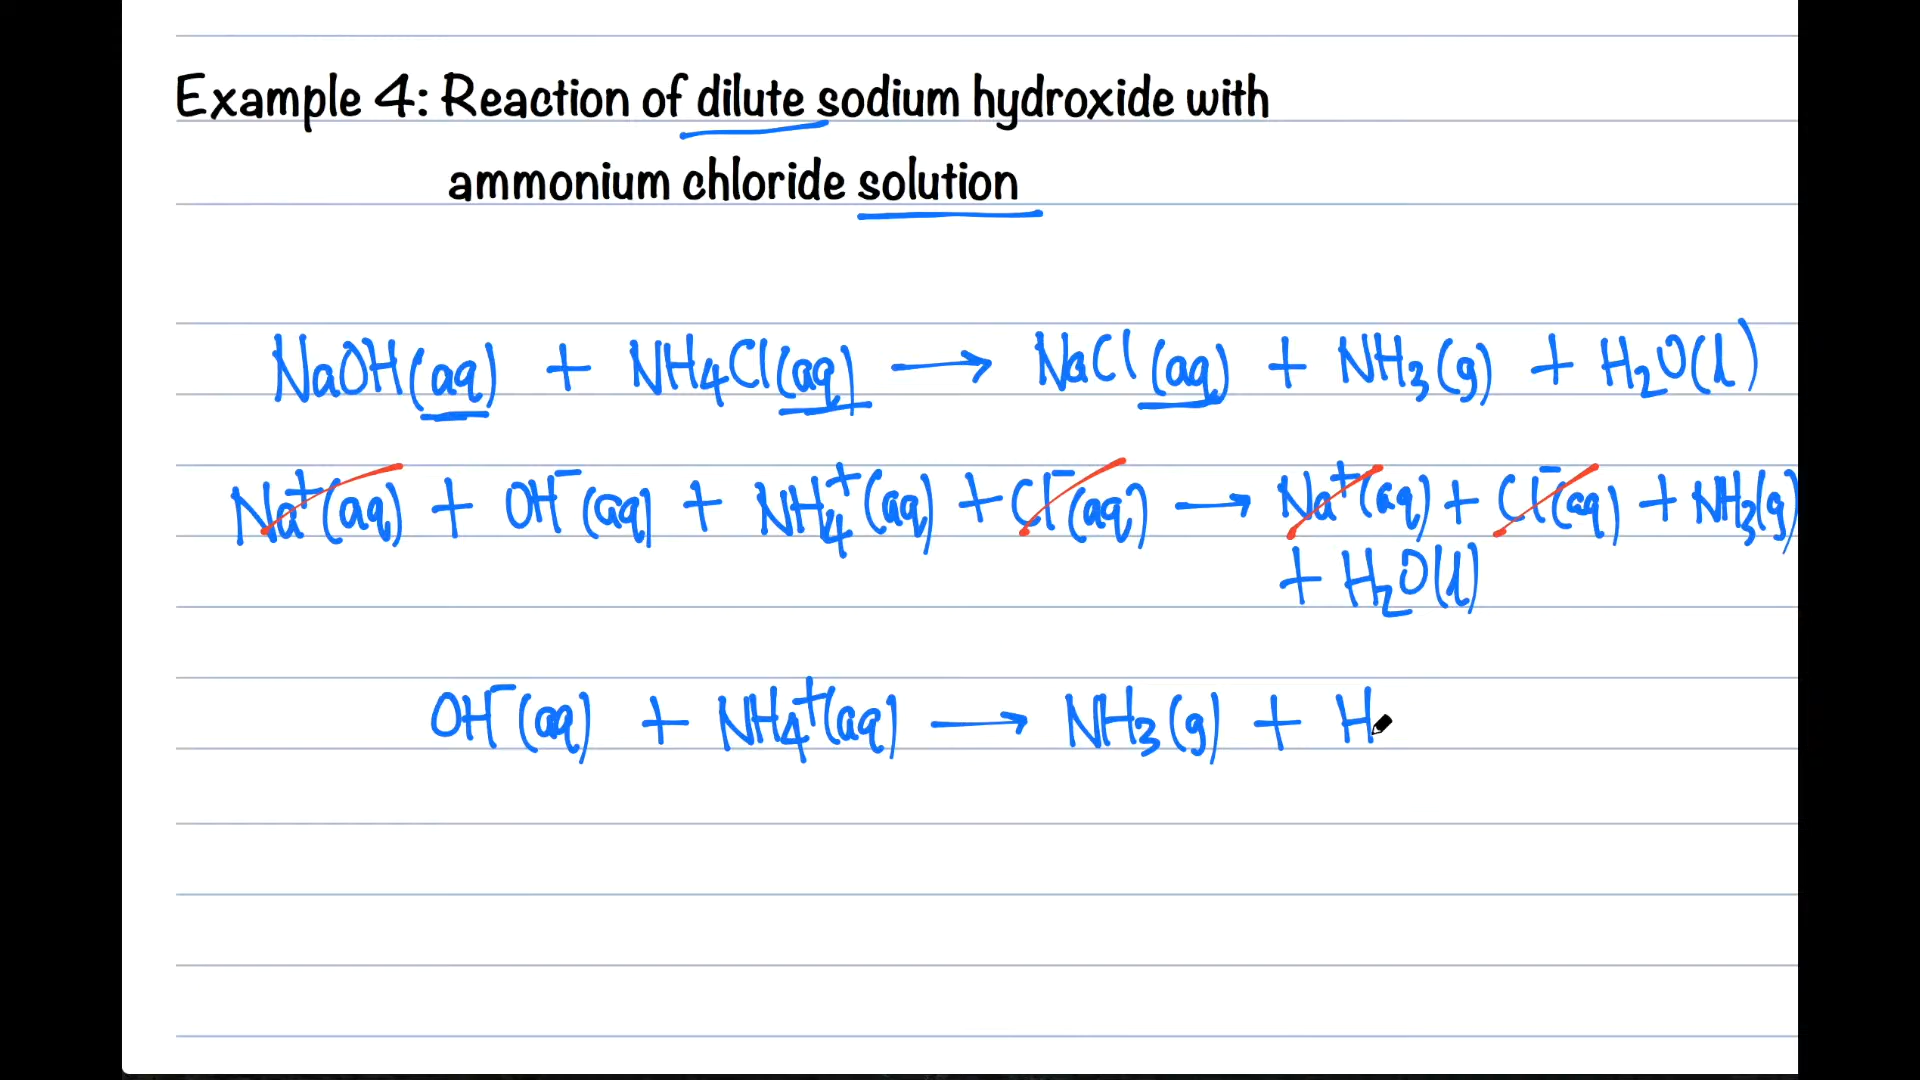 Example 4: Reaction of dilute sodium hydroxide with
ammonium chloride solution
NaOH(aq) + NH₄Cl(aq) → NaCl(aq) + NH₃(g) + H₂O(l)
Na⁺(aq) + OH⁻(aq) + NH₄⁺(aq) + Cl⁻(aq) → Na⁺(aq) + Cl⁻(aq) + NH₃(g)
+ H₂O(l)
OH⁻(aq) + NH₄⁺(aq) → NH₃(g) + H